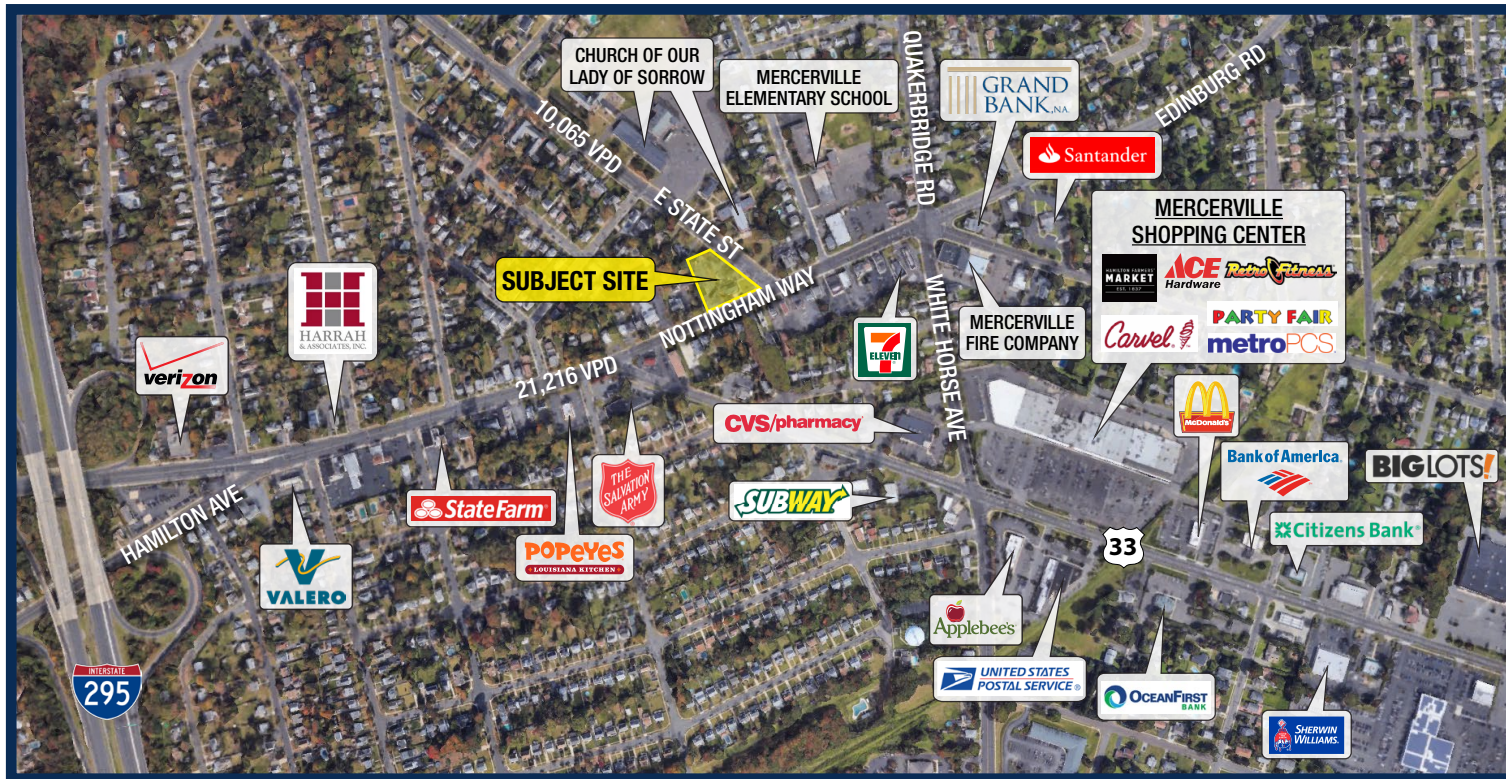 CHURCH OF OUR
LADY OF SORROW
MERCERVILLE
ELEMENTARY SCHOOL
QUAKERBRIDGE RD
GRAND
BANK, N.A.
EDINBURG RD
Santander
10,065 VPD
E STATE ST
MERCERVILLE
SHOPPING CENTER
HAMILTON FARMERS'
MARKET
EST. 1937
ACE
Hardware
Retro Fitness
Carvel
PARTY FAIR
metroPCS.
SUBJECT SITE
NOTTINGHAM WAY
WHITE HORSE AVE
7
ELEVEN
MERCERVILLE
FIRE COMPANY
HARRAH
& ASSOCIATES, INC.
verizon
21,216 VPD
McDonald's
CVS/pharmacy
Bank of America
BIG LOTS!
THE
SALVATION
ARMY
SUBWAY
StateFarm
HAMILTON AVE
Citizens Bank
33
POPEYES
LOUISIANA KITCHEN
VALERO
Applebee's
UNITED STATES
POSTAL SERVICE
OCEANFIRST
BANK
INTERSTATE
295
SHERWIN
WILLIAMS.